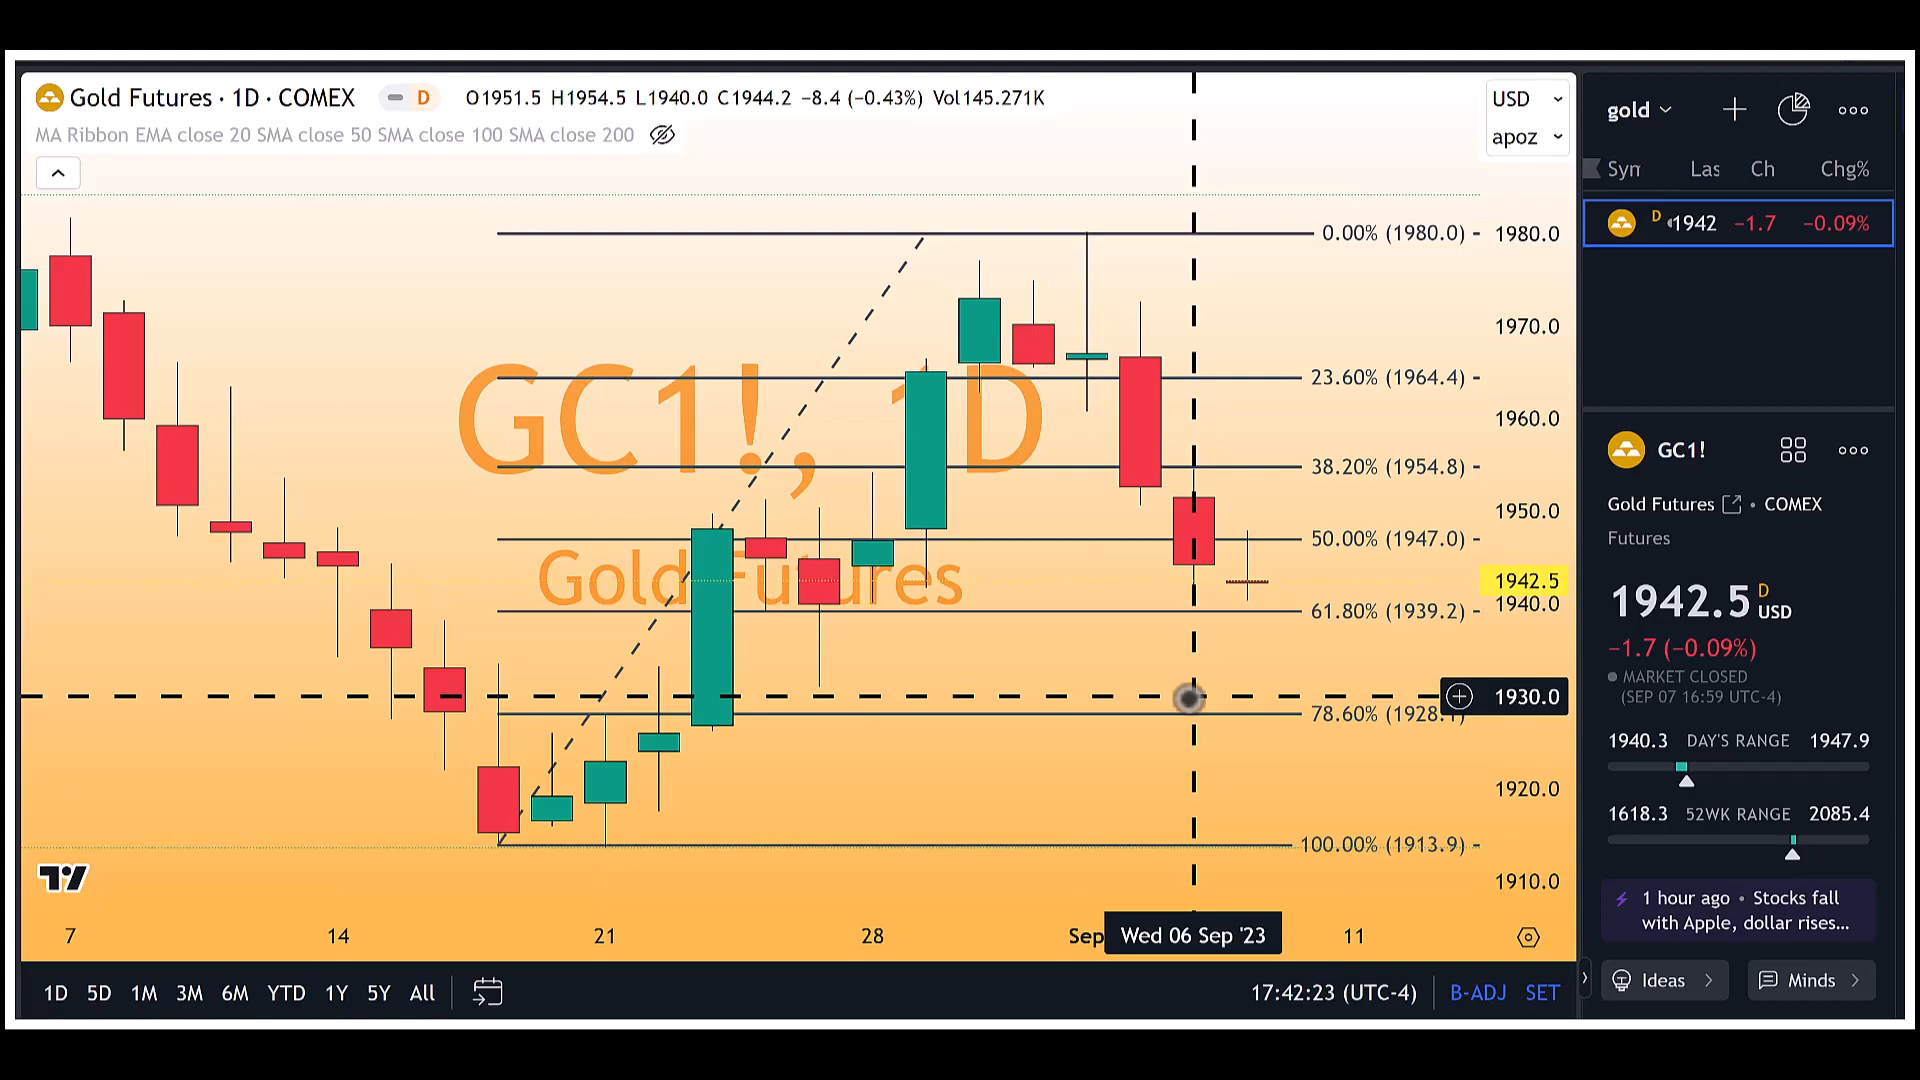 Gold Futures · 1D · COMEX D O1951.5 H1954.5 L1940.0 C1944.2 −8.4 (−0.43%) Vol145.271K
MA Ribbon EMA close 20 SMA close 50 SMA close 100 SMA close 200
USD
apoz
GC1!, 1D
Gold Futures
0.00% (1980.0)
23.60% (1964.4)
38.20% (1954.8)
50.00% (1947.0)
61.80% (1939.2)
78.60% (1928.1)
100.00% (1913.9)
1980.0
1970.0
1960.0
1950.0
1942.5
1940.0
1930.0
1920.0
1910.0
7 14 21 28 Sep Wed 06 Sep '23 11
1D 5D 1M 3M 6M YTD 1Y 5Y All
17:42:23 (UTC-4) B-ADJ SET
gold
Sym Las Ch Chg%
D 1942 −1.7 −0.09%
GC1!
Gold Futures • COMEX
Futures
1942.5 D USD
−1.7 (−0.09%)
MARKET CLOSED
(SEP 07 16:59 UTC-4)
1940.3 DAY'S RANGE 1947.9
1618.3 52WK RANGE 2085.4
1 hour ago • Stocks fall
with Apple, dollar rises...
Ideas
Minds